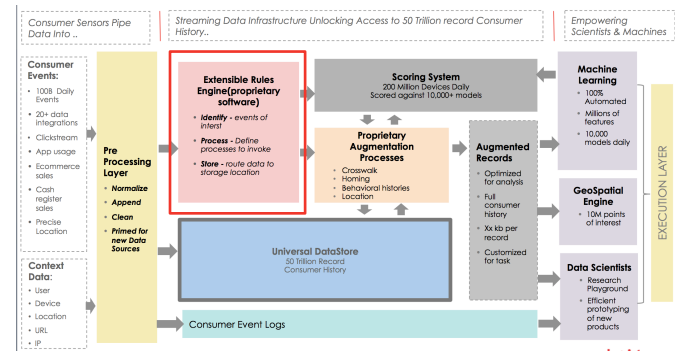 Consumer Sensors Pipe
Data Into ..
Streaming Data Infrastructure Unlocking Access to 50 Trillion record Consumer
History..
Empowering
Scientists & Machines
Consumer
Events:
• 100B Daily
Events
• 20+ data
integrations
• Clickstream
• App usage
• Ecommerce
sales
• Cash
register
sales
• Precise
Location
Context
Data:
• User
• Device
• Location
• URL
• IP
Pre
Processing
Layer
• Normalize
• Append
• Clean
• Primed for
new Data
Sources
Extensible Rules
Engine(proprietary
software)
• Identify - events of
interst
• Process - Define
processes to invoke
• Store - route data to
storage location
Scoring System
200 Million Devices Daily
Scored against 10,000+ models
Proprietary
Augmentation
Processes
• Crosswalk
• Homing
• Behavioral histories
• Location
Universal DataStore
50 Trillion Record
Consumer History
Consumer Event Logs
Augmented
Records
• Optimized
for analysis
• Full
consumer
history
• Xx kb per
record
• Customized
for task
Machine
Learning
• 100%
Automated
• Millions of
features
• 10,000
models daily
GeoSpatial
Engine
• 10M points
of interest
Data Scientists
• Research
Playground
• Efficient
prototyping
of new
products
EXECUTION LAYER